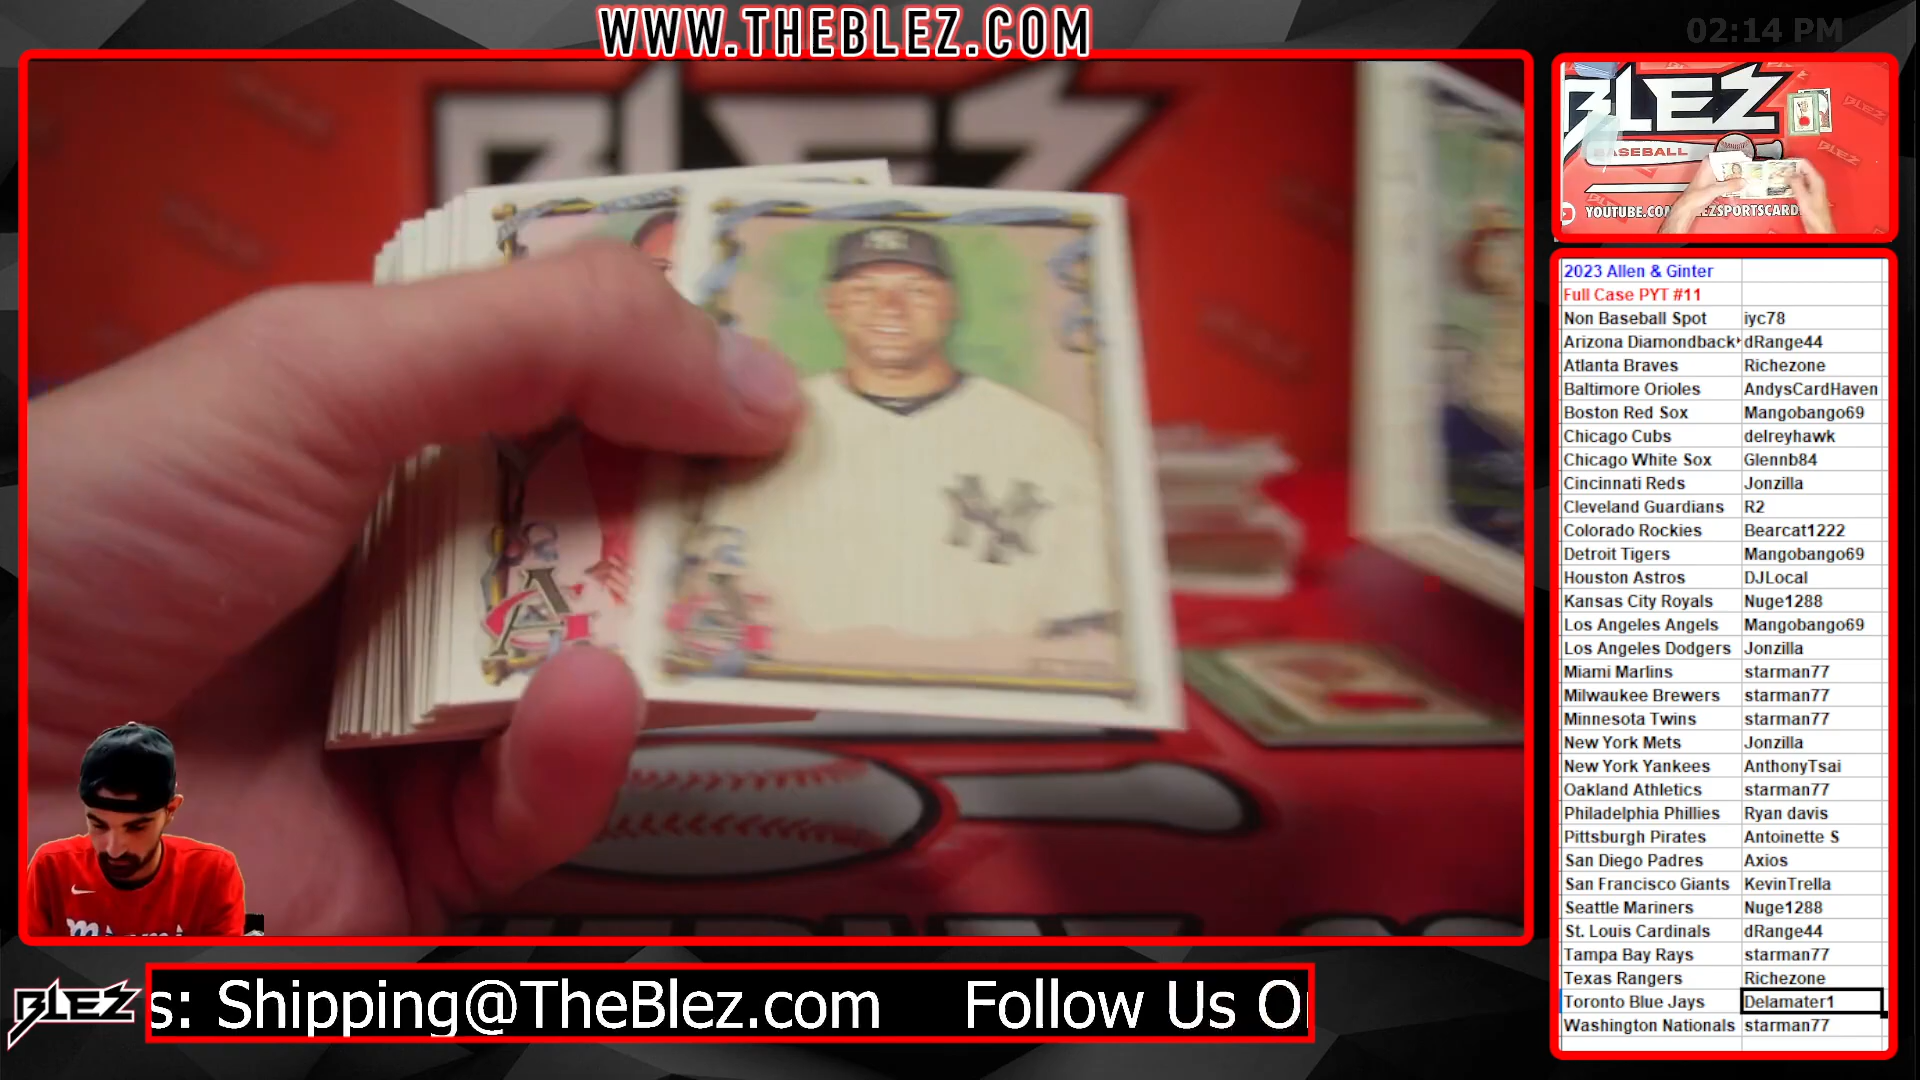 WWW.THEBLEZ.COM
02:14 PM
BLEZ
BLEZ
BLEZ
BASEBALL
BLEZ
YOUTUBE.COM
2023 Allen & Ginter
Full Case PYT #11
Non Baseball Spot iyc78
Arizona Diamondback dRange44
Atlanta Braves Richezone
Baltimore Orioles AndysCardHaven
Boston Red Sox Mangobango69
Chicago Cubs delreyhawk
Chicago White Sox Glennb84
Cincinnati Reds Jonzilla
Cleveland Guardians R2
Colorado Rockies Bearcat1222
Detroit Tigers Mangobango69
Houston Astros DJLocal
Kansas City Royals Nuge1288
Los Angeles Angels Mangobango69
Los Angeles Dodgers Jonzilla
Miami Marlins starman77
Milwaukee Brewers starman77
Minnesota Twins starman77
New York Mets Jonzilla
New York Yankees AnthonyTsai
Oakland Athletics starman77
Philadelphia Phillies Ryan davis
Pittsburgh Pirates Antoinette S
San Diego Padres Axios
San Francisco Giants KevinTrella
Seattle Mariners Nuge1288
St. Louis Cardinals dRange44
Tampa Bay Rays starman77
Texas Rangers Richezone
Toronto Blue Jays Delamater1
Washington Nationals starman77
NY
BLEZ
s: Shipping@TheBlez.com Follow Us O